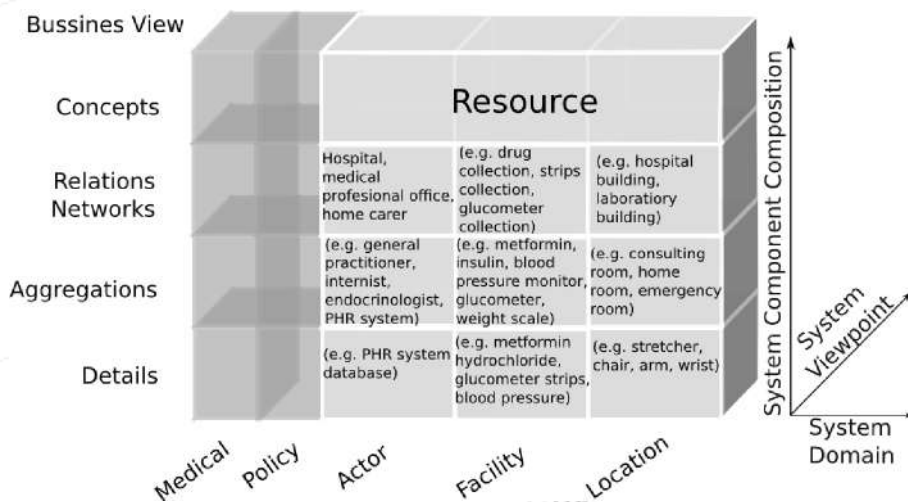 Bussines View
Concepts
Resource
Relations
Networks
Hospital,
medical
profesional office,
home carer
(e.g. drug
collection, strips
collection,
glucometer
collection)
(e.g. hospital
building,
laboratiory
building)
Aggregations
(e.g. general
practitioner,
internist,
endocrinologist,
PHR system)
(e.g. metformin,
insulin, blood
pressure monitor,
glucometer,
weight scale)
(e.g. consulting
room, home
room, emergency
room)
Details
(e.g. PHR system
database)
(e.g. metformin
hydrochloride,
glucometer strips,
blood pressure)
(e.g. stretcher,
chair, arm, wrist)
Medical
Policy
Actor
Facility
Location
System Component Composition
System
Viewpoint
System
Domain